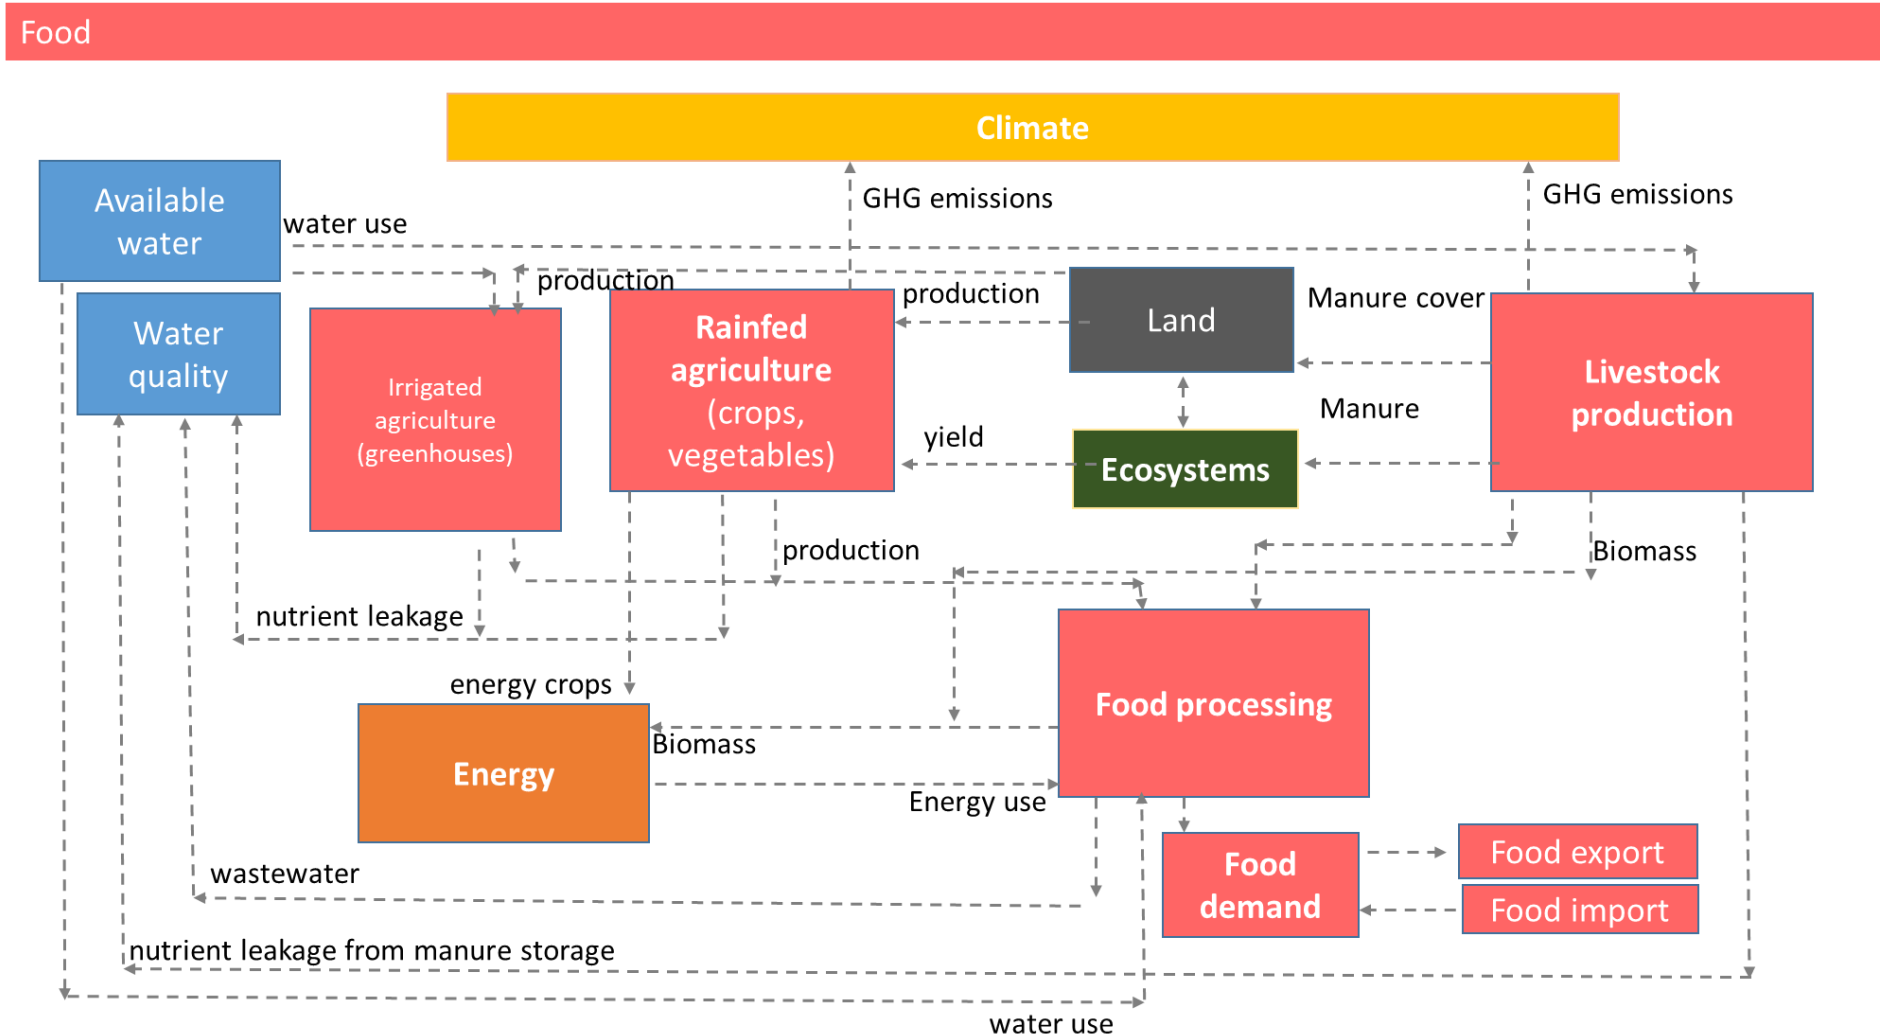 Food
Climate
Available
water
water use
GHG emissions
GHG emissions
production
production
Land
Manure cover
Water
quality
Irrigated
agriculture
(greenhouses)
Rainfed
agriculture
(crops,
vegetables)
Livestock
production
Manure
yield
Ecosystems
production
Biomass
nutrient leakage
energy crops
Food processing
Biomass
Energy
Energy use
wastewater
Food
demand
Food export
Food import
nutrient leakage from manure storage
water use